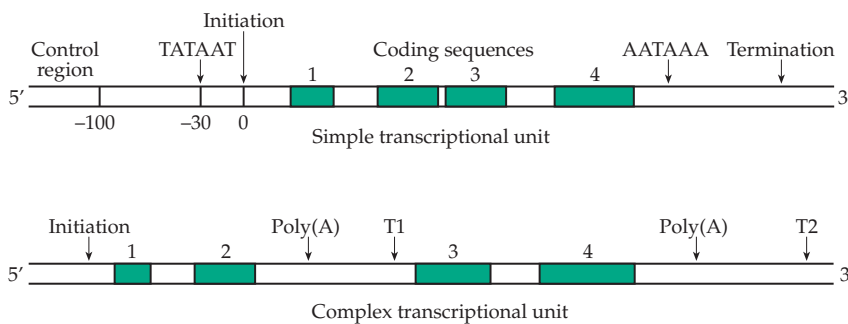 Initiation
Control region TATAAT Coding sequences AATAAA Termination
1 2 3 4
5′ 3
–100 –30 0
Simple transcriptional unit
Initiation Poly(A) T1 Poly(A) T2
1 2 3 4
5′ 3
Complex transcriptional unit